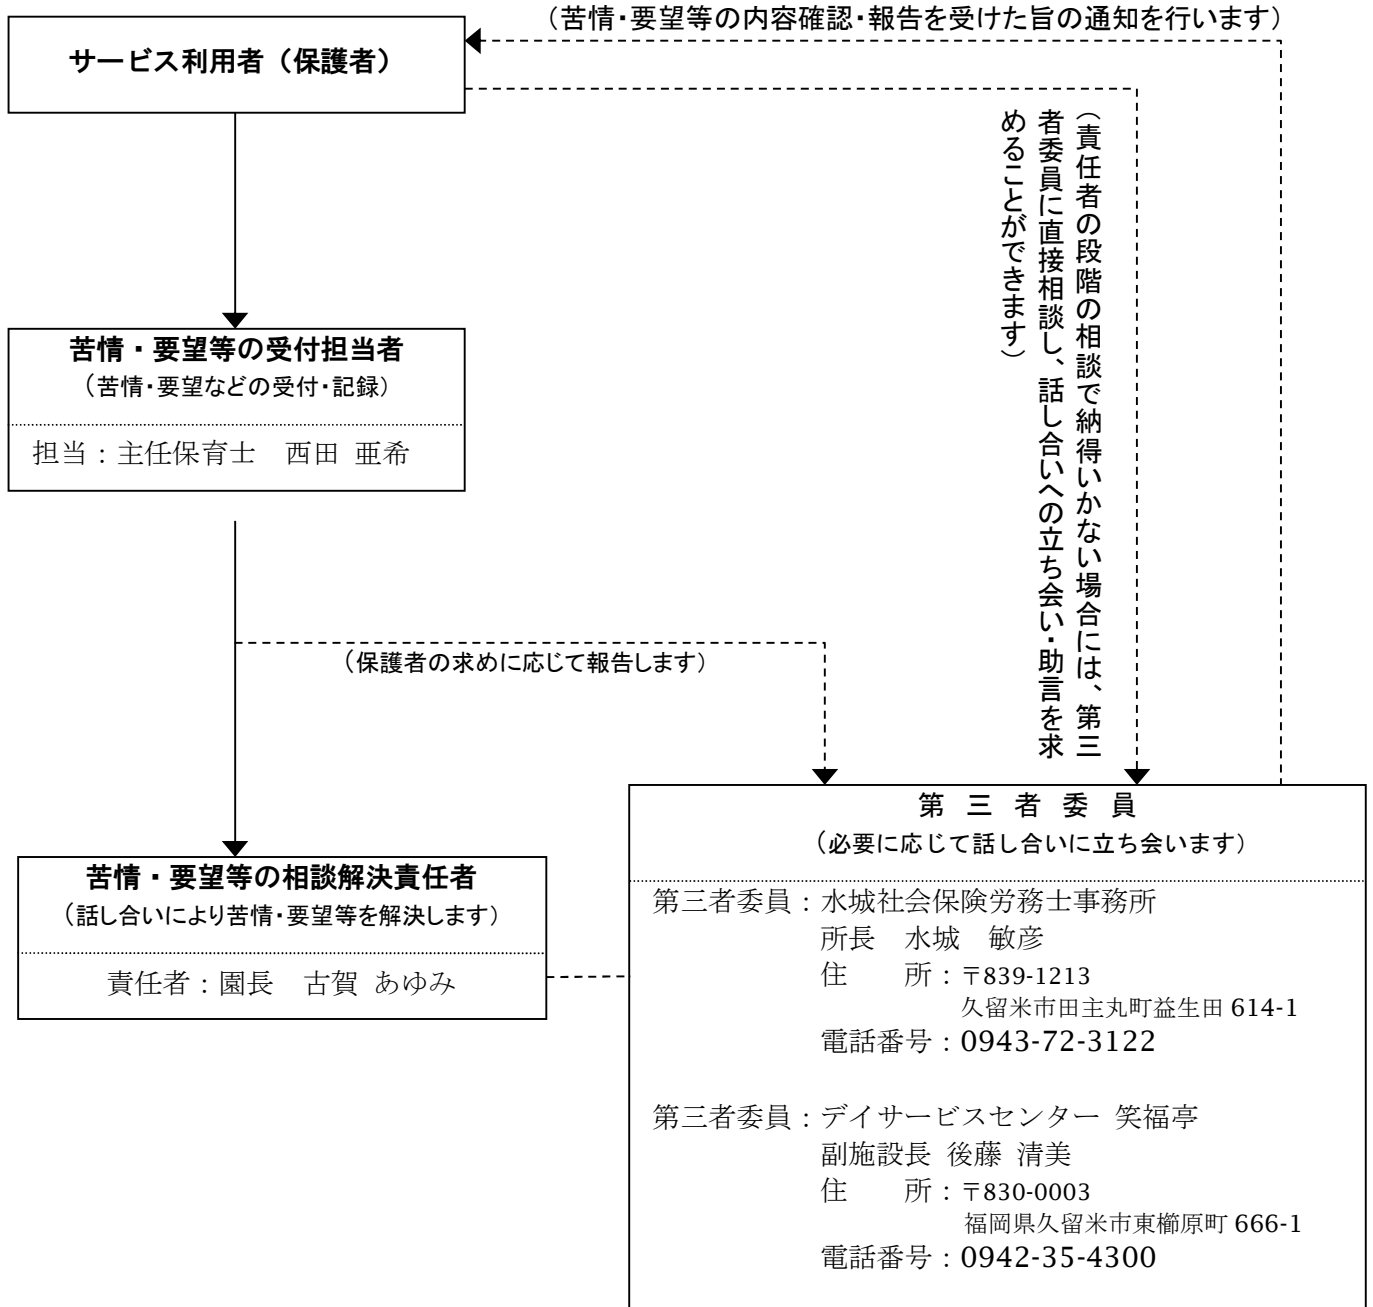 (苦情・要望等の内容確認・報告を受けた旨の通知を行います)
サービス利用者（保護者）
(責任者の段階の相談で納得いかない場合には、第三
者委員に直接相談し、話し合いへの立ち会い・助言を求
めることができます)
苦情・要望等の受付担当者
(苦情・要望などの受付・記録)
担当：主任保育士　西田 亜希
(保護者の求めに応じて報告します)
苦情・要望等の相談解決責任者
(話し合いにより苦情・要望等を解決します)
責任者：園長　古賀 あゆみ
第 三 者 委 員
(必要に応じて話し合いに立ち会います)
第三者委員：水城社会保険労務士事務所
所長　水城　敏彦
住　　所：〒839-1213
久留米市田主丸町益生田 614-1
電話番号：0943-72-3122
第三者委員：デイサービスセンター 笑福亭
副施設長 後藤 清美
住　　所：〒830-0003
福岡県久留米市東櫛原町 666-1
電話番号：0942-35-4300